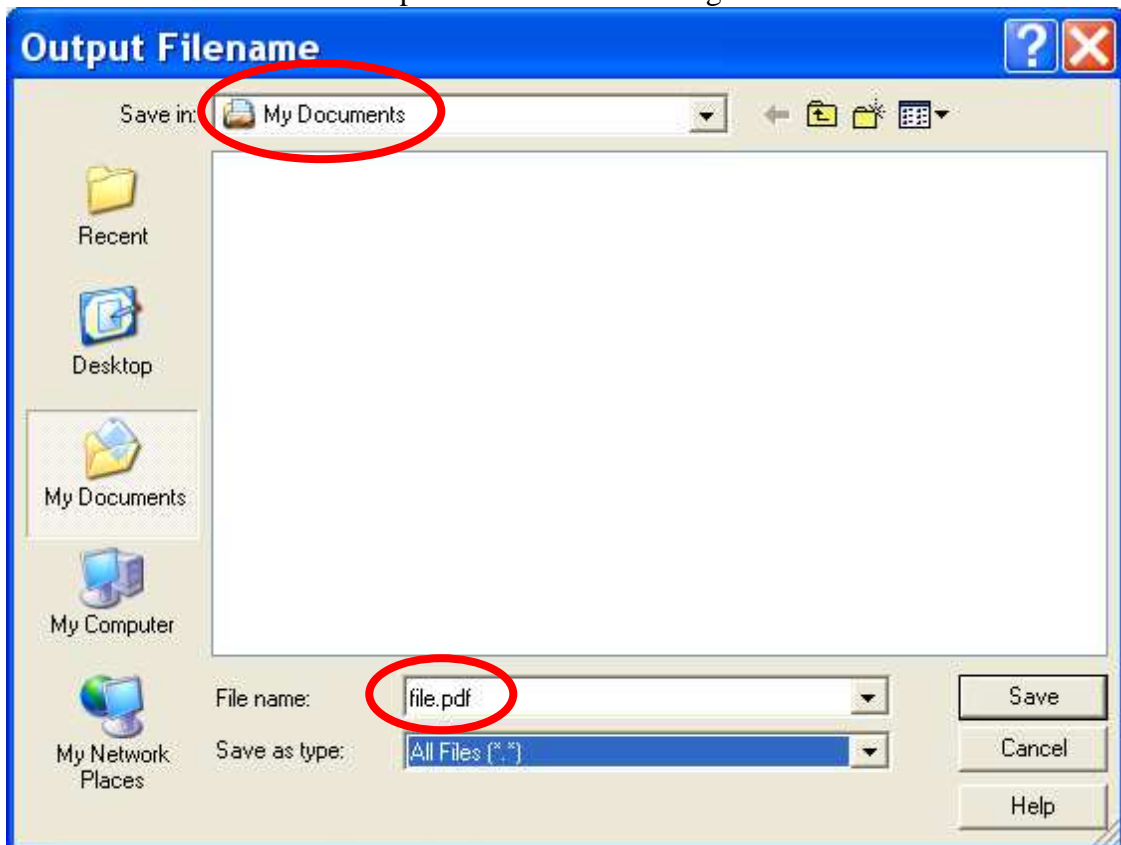 Output Filename
Save in: My Documents
Recent
Desktop
My Documents
My Computer
My Network
Places
File name: file.pdf
Save as type: All Files (*.*)
Save
Cancel
Help